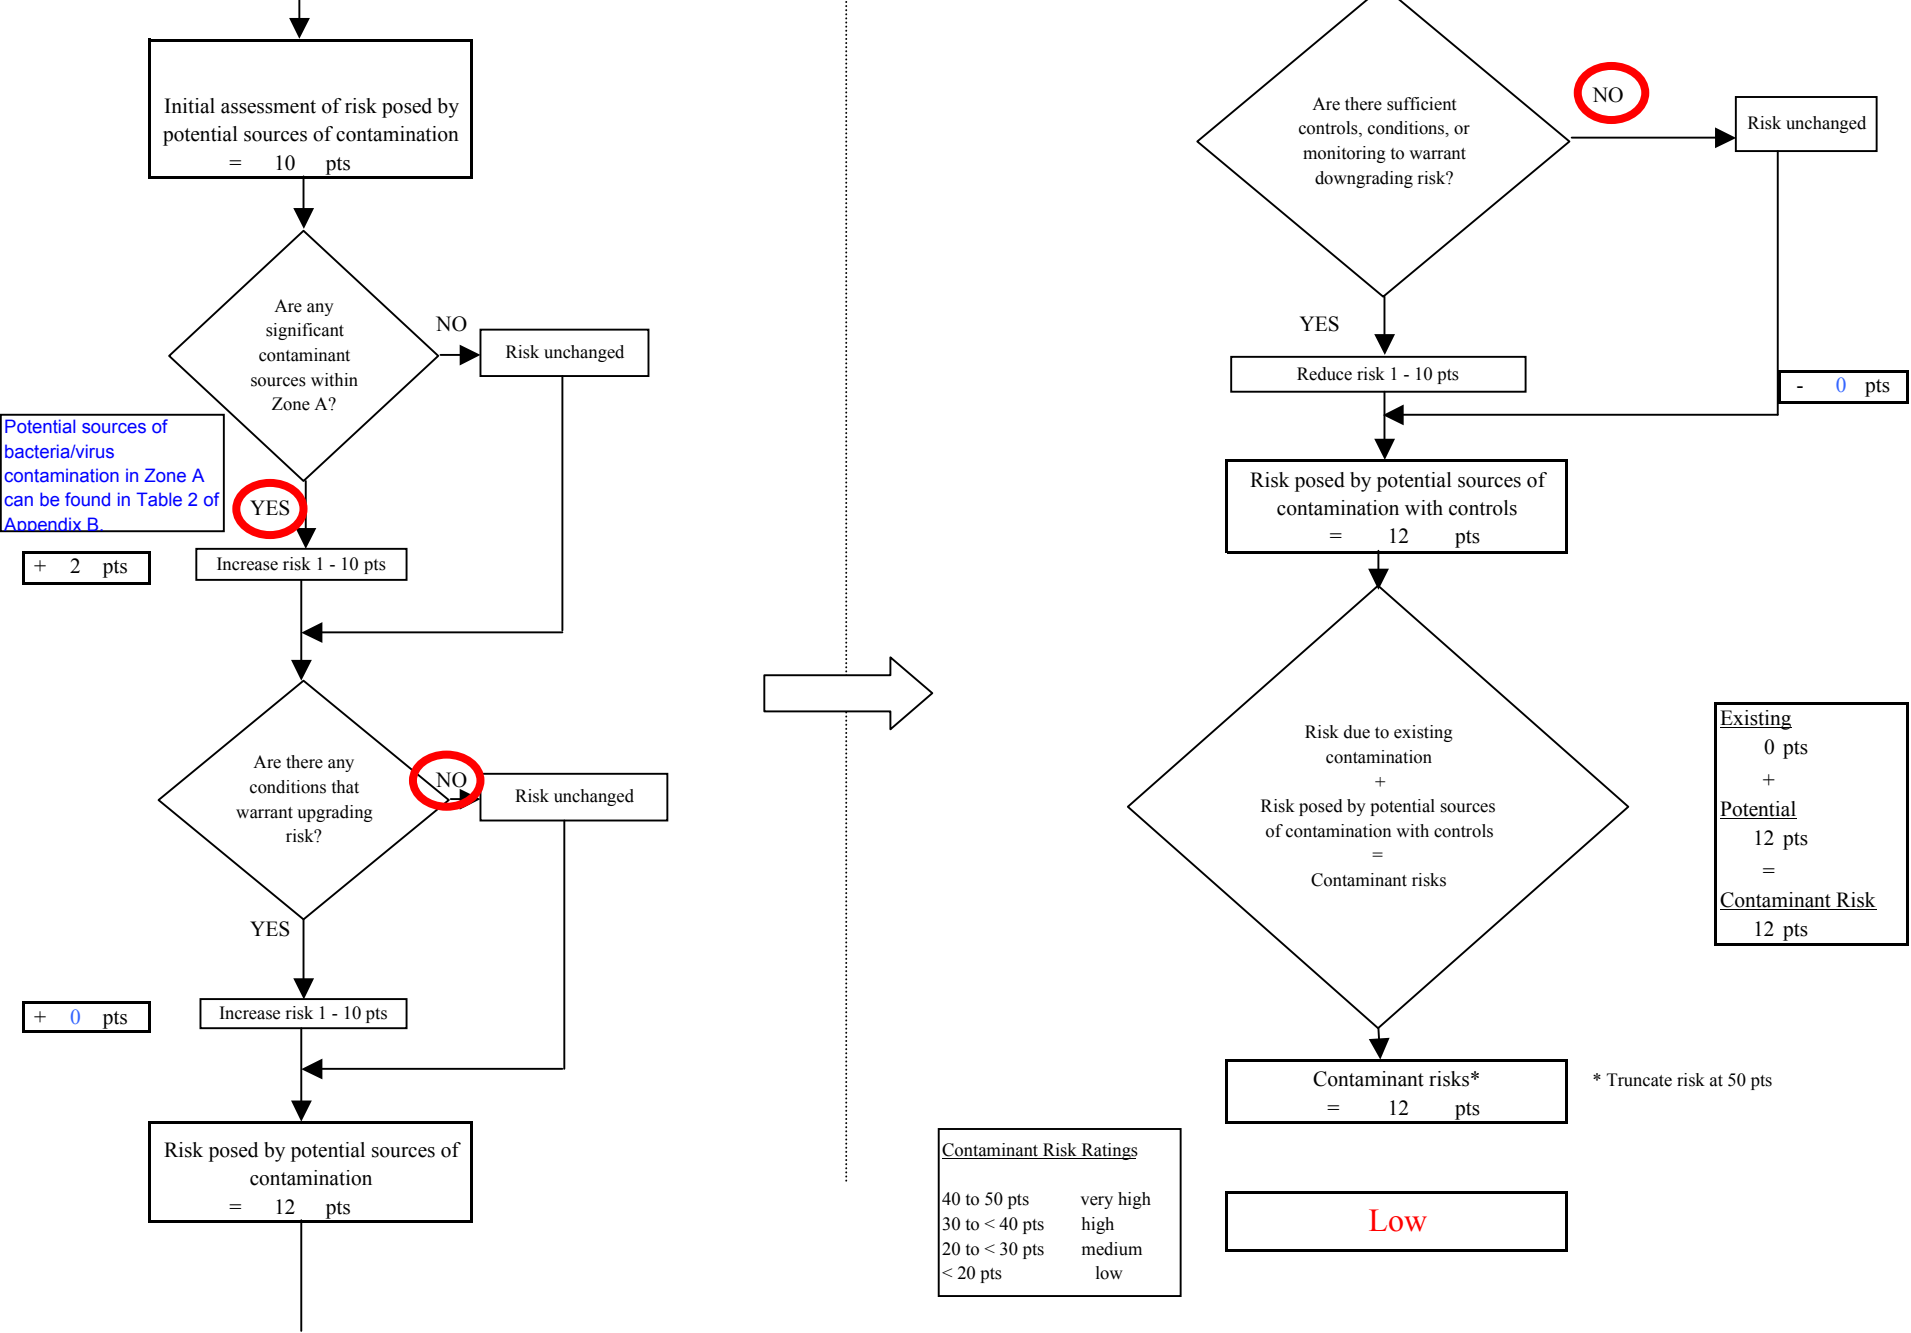 Initial assessment of risk posed by
potential sources of contamination
= 10 pts
Are any
significant
contaminant
sources within
Zone A?
NO
Risk unchanged
Potential sources of
bacteria/virus
contamination in Zone A
can be found in Table 2 of
Appendix B.
YES
+ 2 pts
Increase risk 1 - 10 pts
Are there any
conditions that
warrant upgrading
risk?
NO
Risk unchanged
YES
+ 0 pts
Increase risk 1 - 10 pts
Risk posed by potential sources of
contamination
= 12 pts
Are there sufficient
controls, conditions, or
monitoring to warrant
downgrading risk?
NO
Risk unchanged
YES
Reduce risk 1 - 10 pts
- 0 pts
Risk posed by potential sources of
contamination with controls
= 12 pts
Risk due to existing
contamination
+
Risk posed by potential sources
of contamination with controls
=
Contaminant risks
Existing
0 pts
+
Potential
12 pts
=
Contaminant Risk
12 pts
Contaminant risks*
= 12 pts
* Truncate risk at 50 pts
Contaminant Risk Ratings
40 to 50 pts very high
30 to < 40 pts high
20 to < 30 pts medium
< 20 pts low
Low